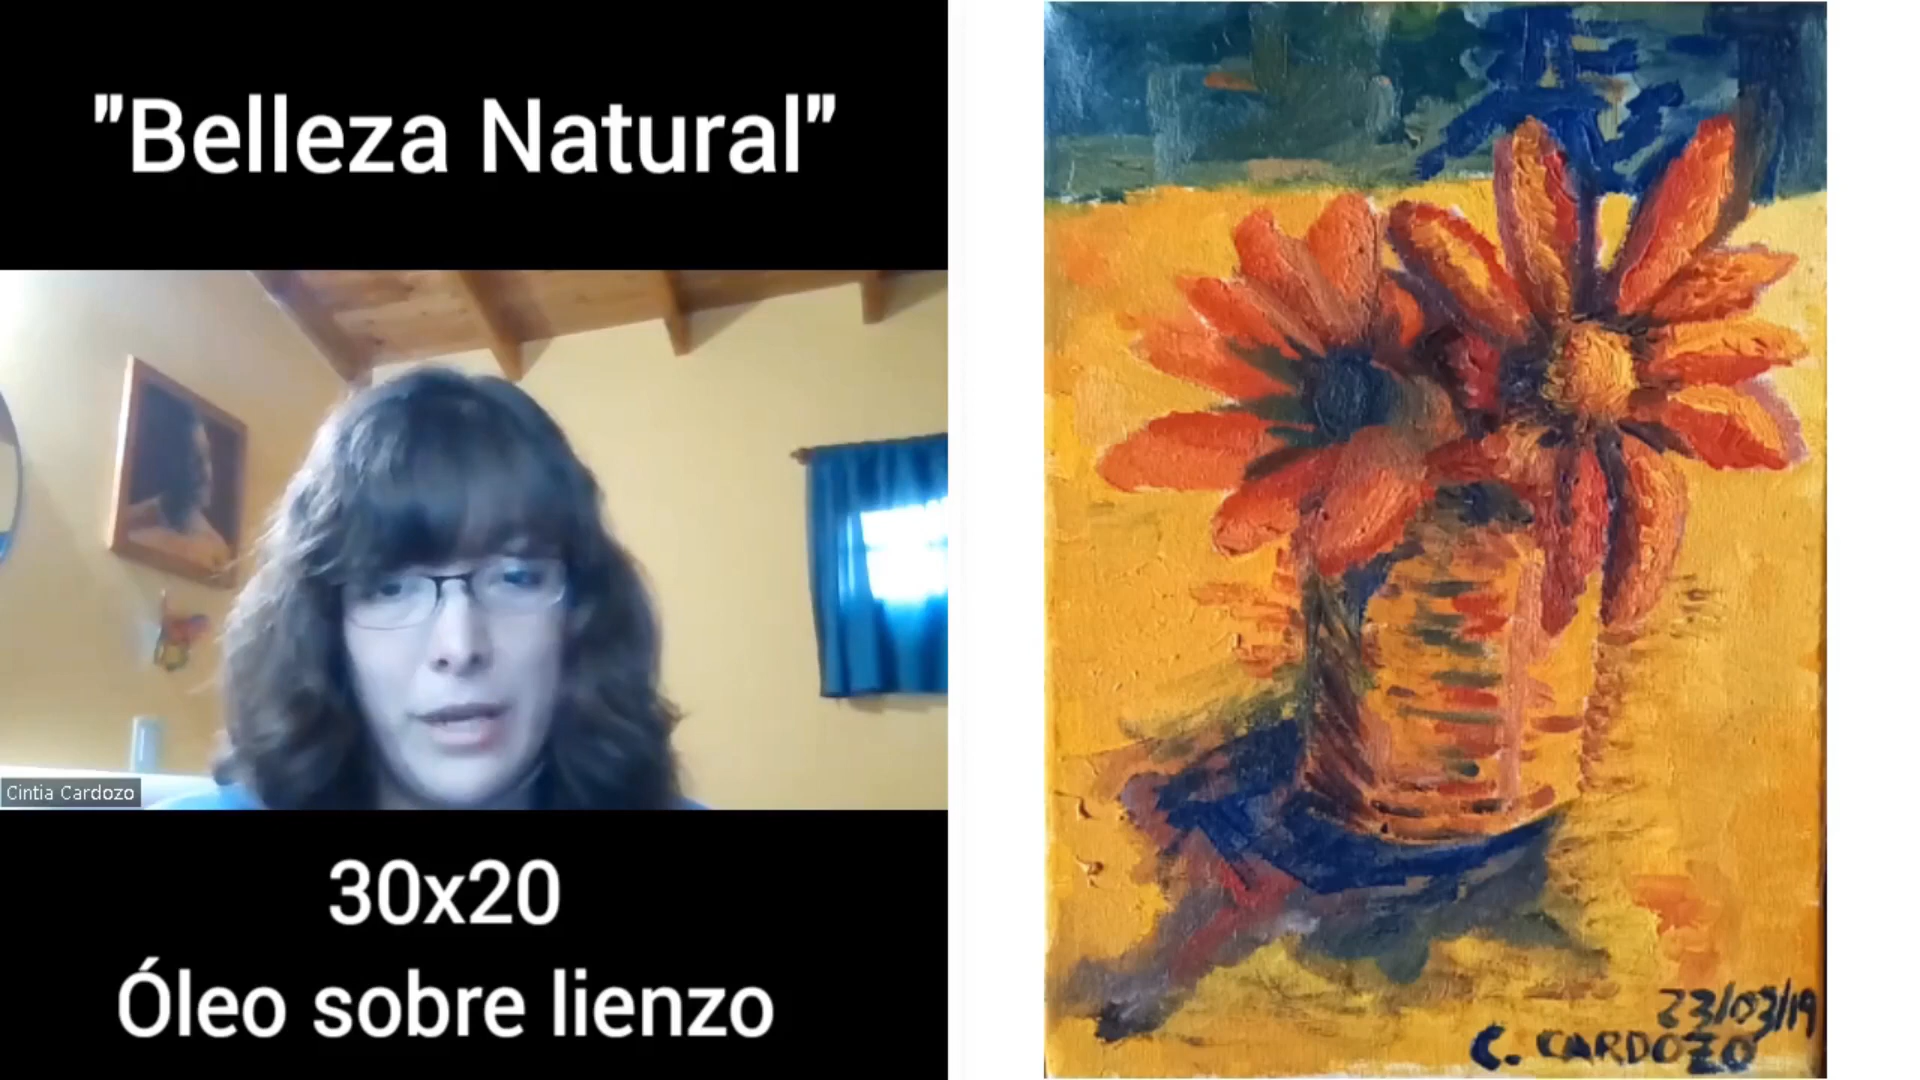 "Belleza Natural"
Cintia Cardozo
30x20
Óleo sobre lienzo
23/03/19
C. CARDOZO